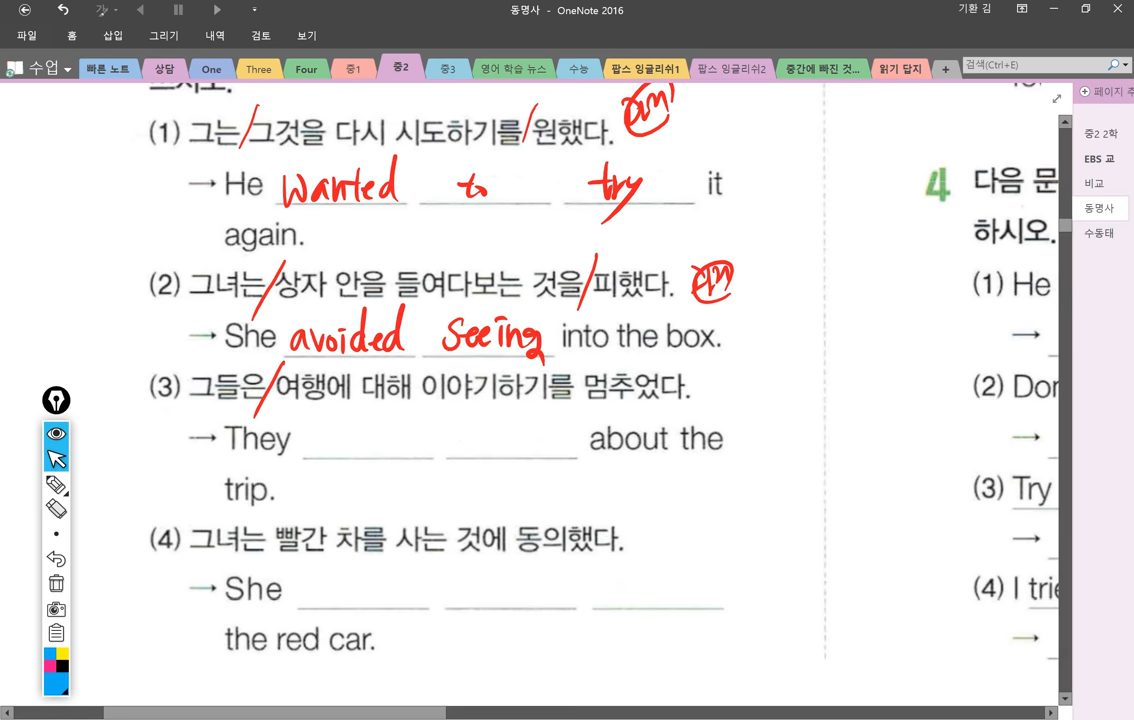 동명사 - OneNote 2016
기환 김
파일 홈 삽입 그리기 내역 검토 보기
수업 빠른 노트 상담 One Three Four 중1 중2 중3 영어 학습 뉴스 수능 팝스 잉글리쉬1 팝스 잉글리쉬2 중간에 빠진 것... 읽기 답지 + 검색(Ctrl+E)
페이지 추
중2 2학
EBS 교
비교
동명사
수동태
으시오.
(1) 그는/그것을 다시 시도하기를/원했다.
→ He wanted to try it
again.
(2) 그녀는/상자 안을 들여다보는 것을/피했다.
→ She avoided seeing into the box.
(3) 그들은/여행에 대해 이야기하기를 멈추었다.
→ They about the
trip.
(4) 그녀는 빨간 차를 사는 것에 동의했다.
→ She
the red car.
4 다음 문
하시오.
(1) He
→
(2) Don
→
(3) Try
→
(4) I trie
→